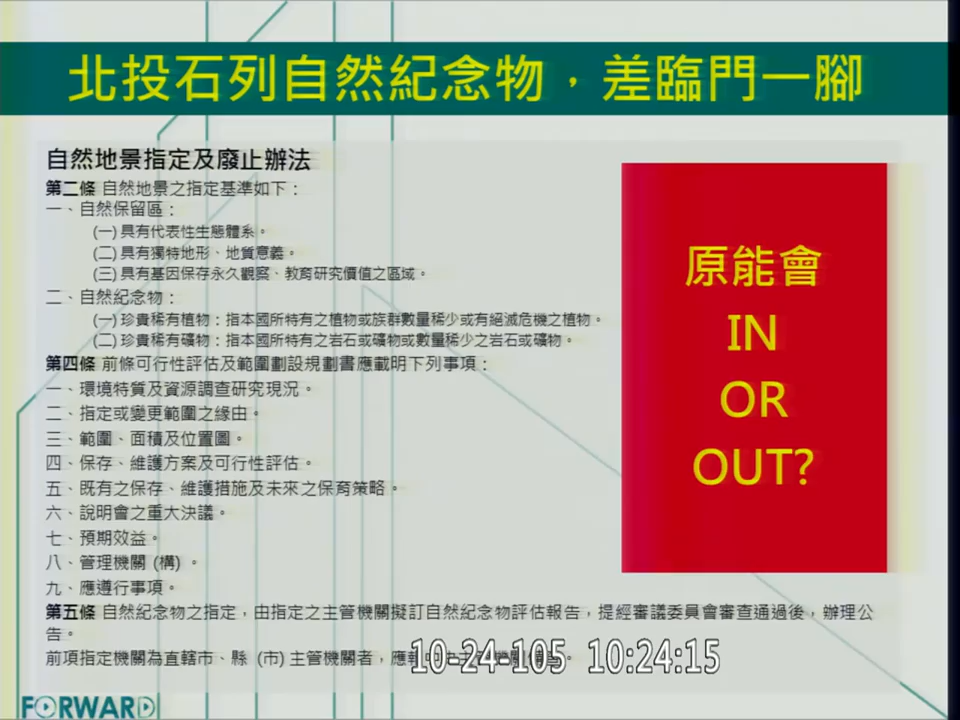 北投石列自然紀念物，差臨門一腳
自然地景指定及廢止辦法
第二條 自然地景之指定基準如下：
一、自然保留區：
(一) 具有代表性生態體系。
(二) 具有獨特地形、地質意義。
(三) 具有基因保存永久觀察、教育研究價值之區域。
二、自然紀念物：
(一) 珍貴稀有植物：指本國所特有之植物或族群數量稀少或有絕滅危機之植物。
(二) 珍貴稀有礦物：指本國所特有之岩石或礦物或數量稀少之岩石或礦物。
第四條 前條可行性評估及範圍劃設規劃書應載明下列事項：
一、環境特質及資源調查研究現況。
二、指定或變更範圍之緣由。
三、範圍、面積及位置圖。
四、保存、維護方案及可行性評估。
五、既有之保存、維護措施及未來之保育策略。
六、說明會之重大決議。
七、預期效益。
八、管理機關 (構) 。
九、應遵行事項。
第五條 自然紀念物之指定，由指定之主管機關擬訂自然紀念物評估報告，提經審議委員會審查通過後，辦理公
告。
前項指定機關為直轄市、縣 (市) 主管機關者，應
原能會
IN
OR
OUT?
10-24-105 10:24:15
FORWARD